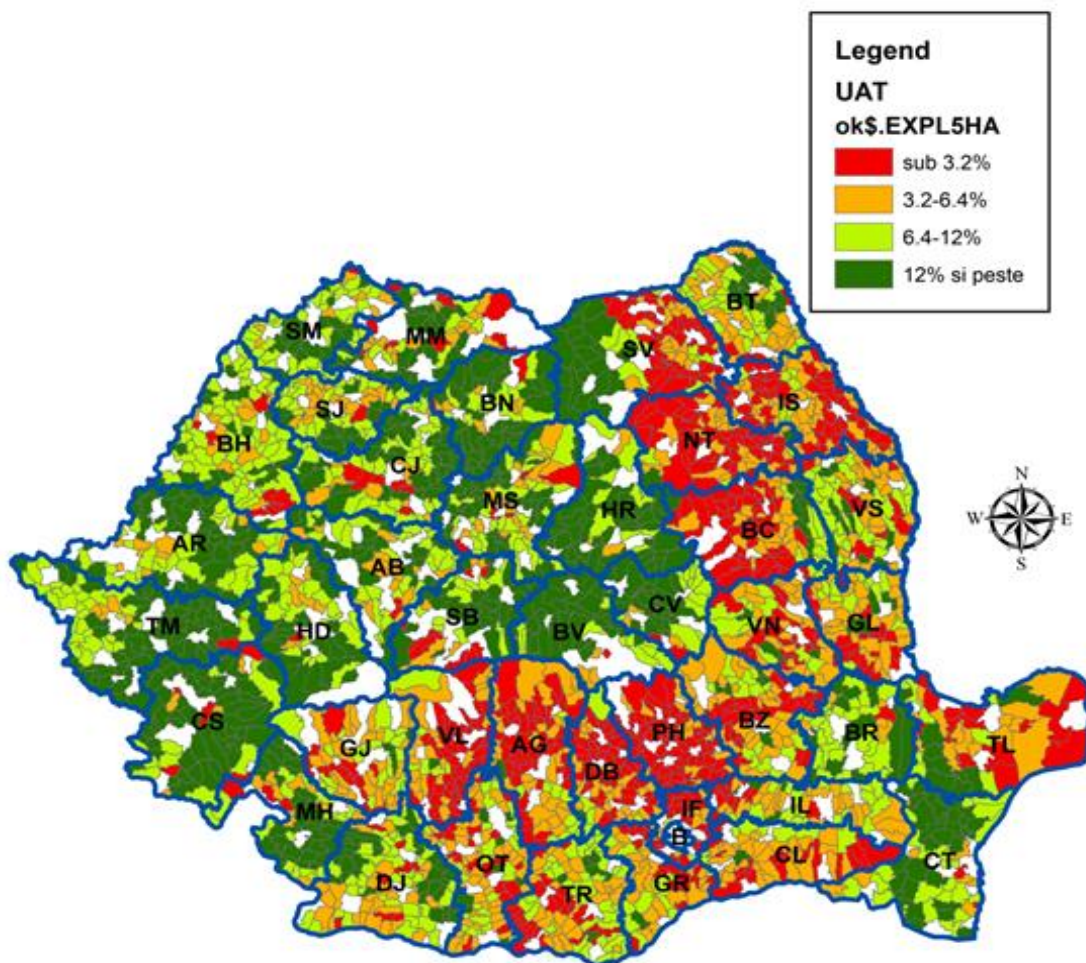 Legend
UAT
ok$.EXPL5HA
sub 3.2%
3.2-6.4%
6.4-12%
12% si peste
BT
SM
MM
SV
SJ
BN
IS
BH
NT
CJ
MS
HR
VS
BC
AR
AB
N
W E
S
TM
HD
SB
BV
CV
VN
GL
CS
GJ
VL
AG
PH
BZ
BR
TL
DB
MH
IF
IL
B
CL
CT
DJ
OT
TR
GR